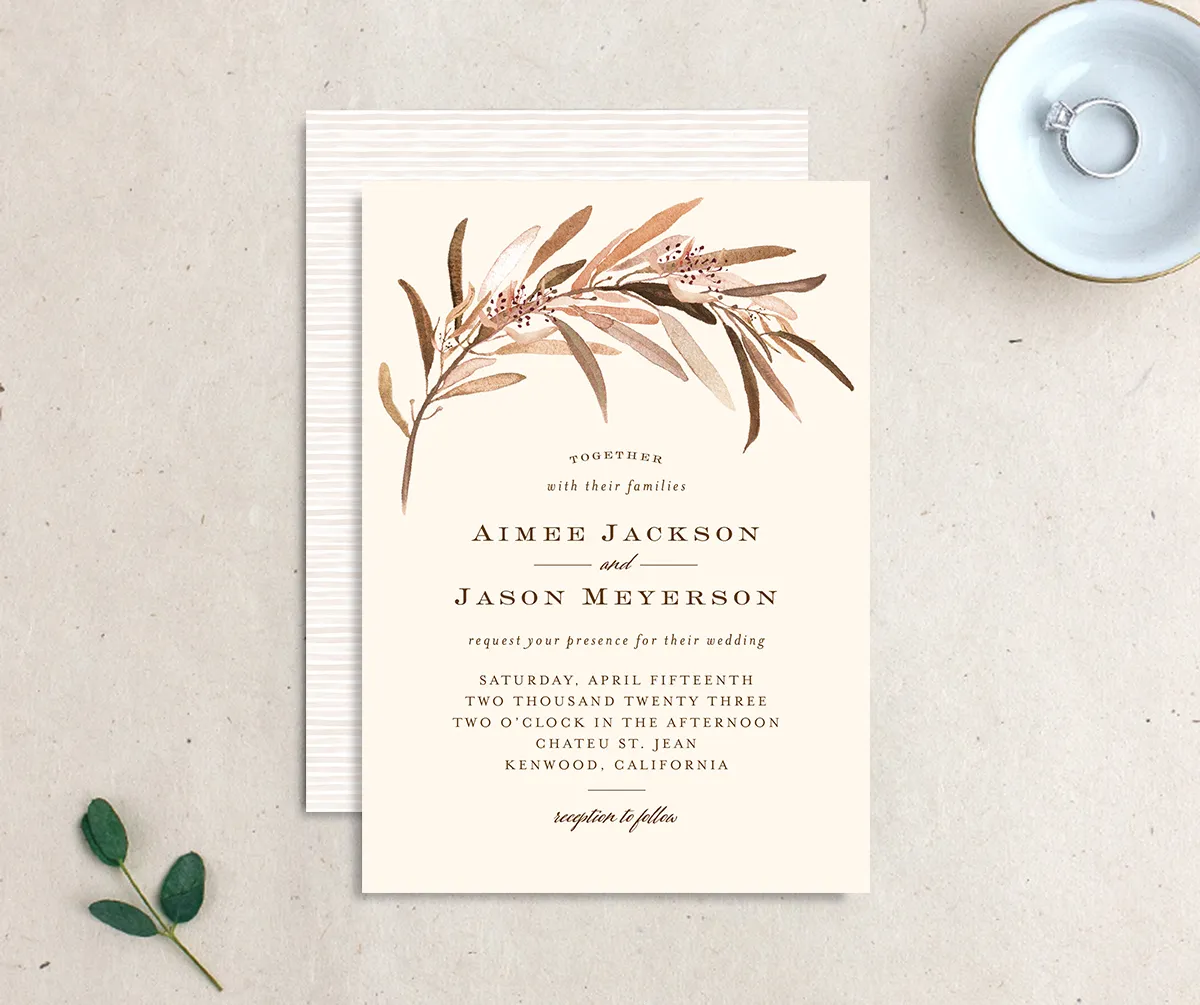 TOGETHER
with their families
AIMEE JACKSON
and
JASON MEYERSON
request your presence for their wedding
SATURDAY, APRIL FIFTEENTH
TWO THOUSAND TWENTY THREE
TWO O'CLOCK IN THE AFTERNOON
CHATEU ST. JEAN
KENWOOD, CALIFORNIA
reception to follow